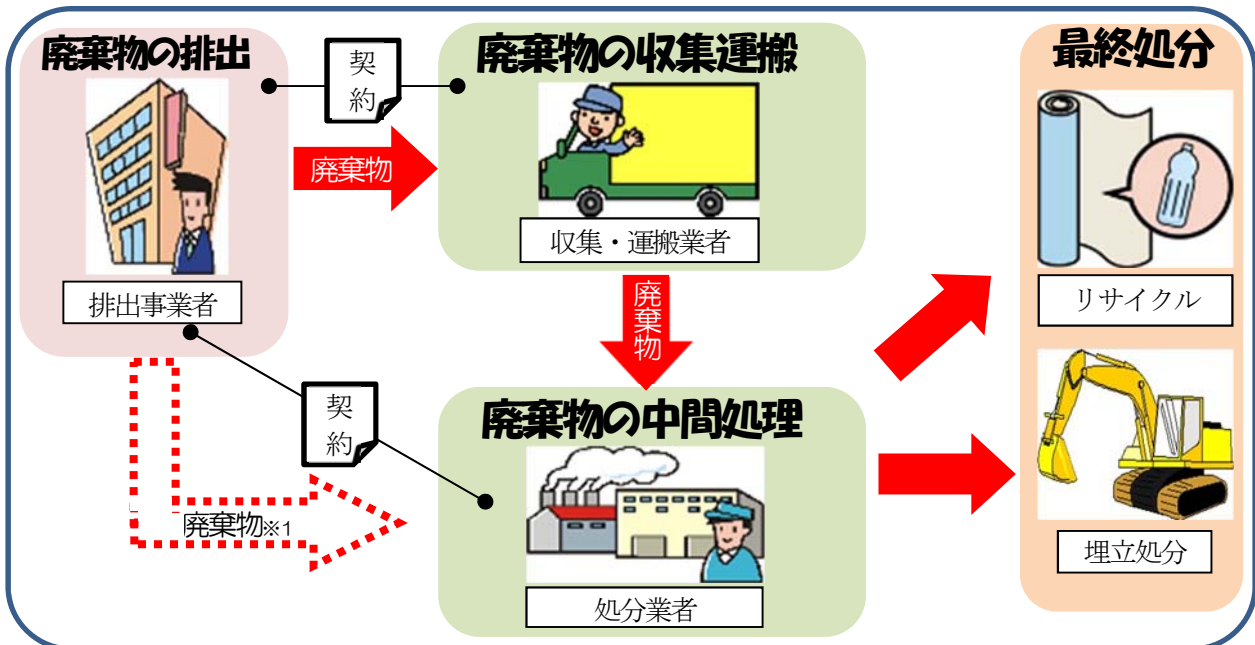 廃棄物の排出
契約
廃棄物の収集運搬
最終処分
廃棄物
収集・運搬業者
排出事業者
リサイクル
廃棄物
契約
廃棄物の中間処理
廃棄物※1
処分業者
埋立処分